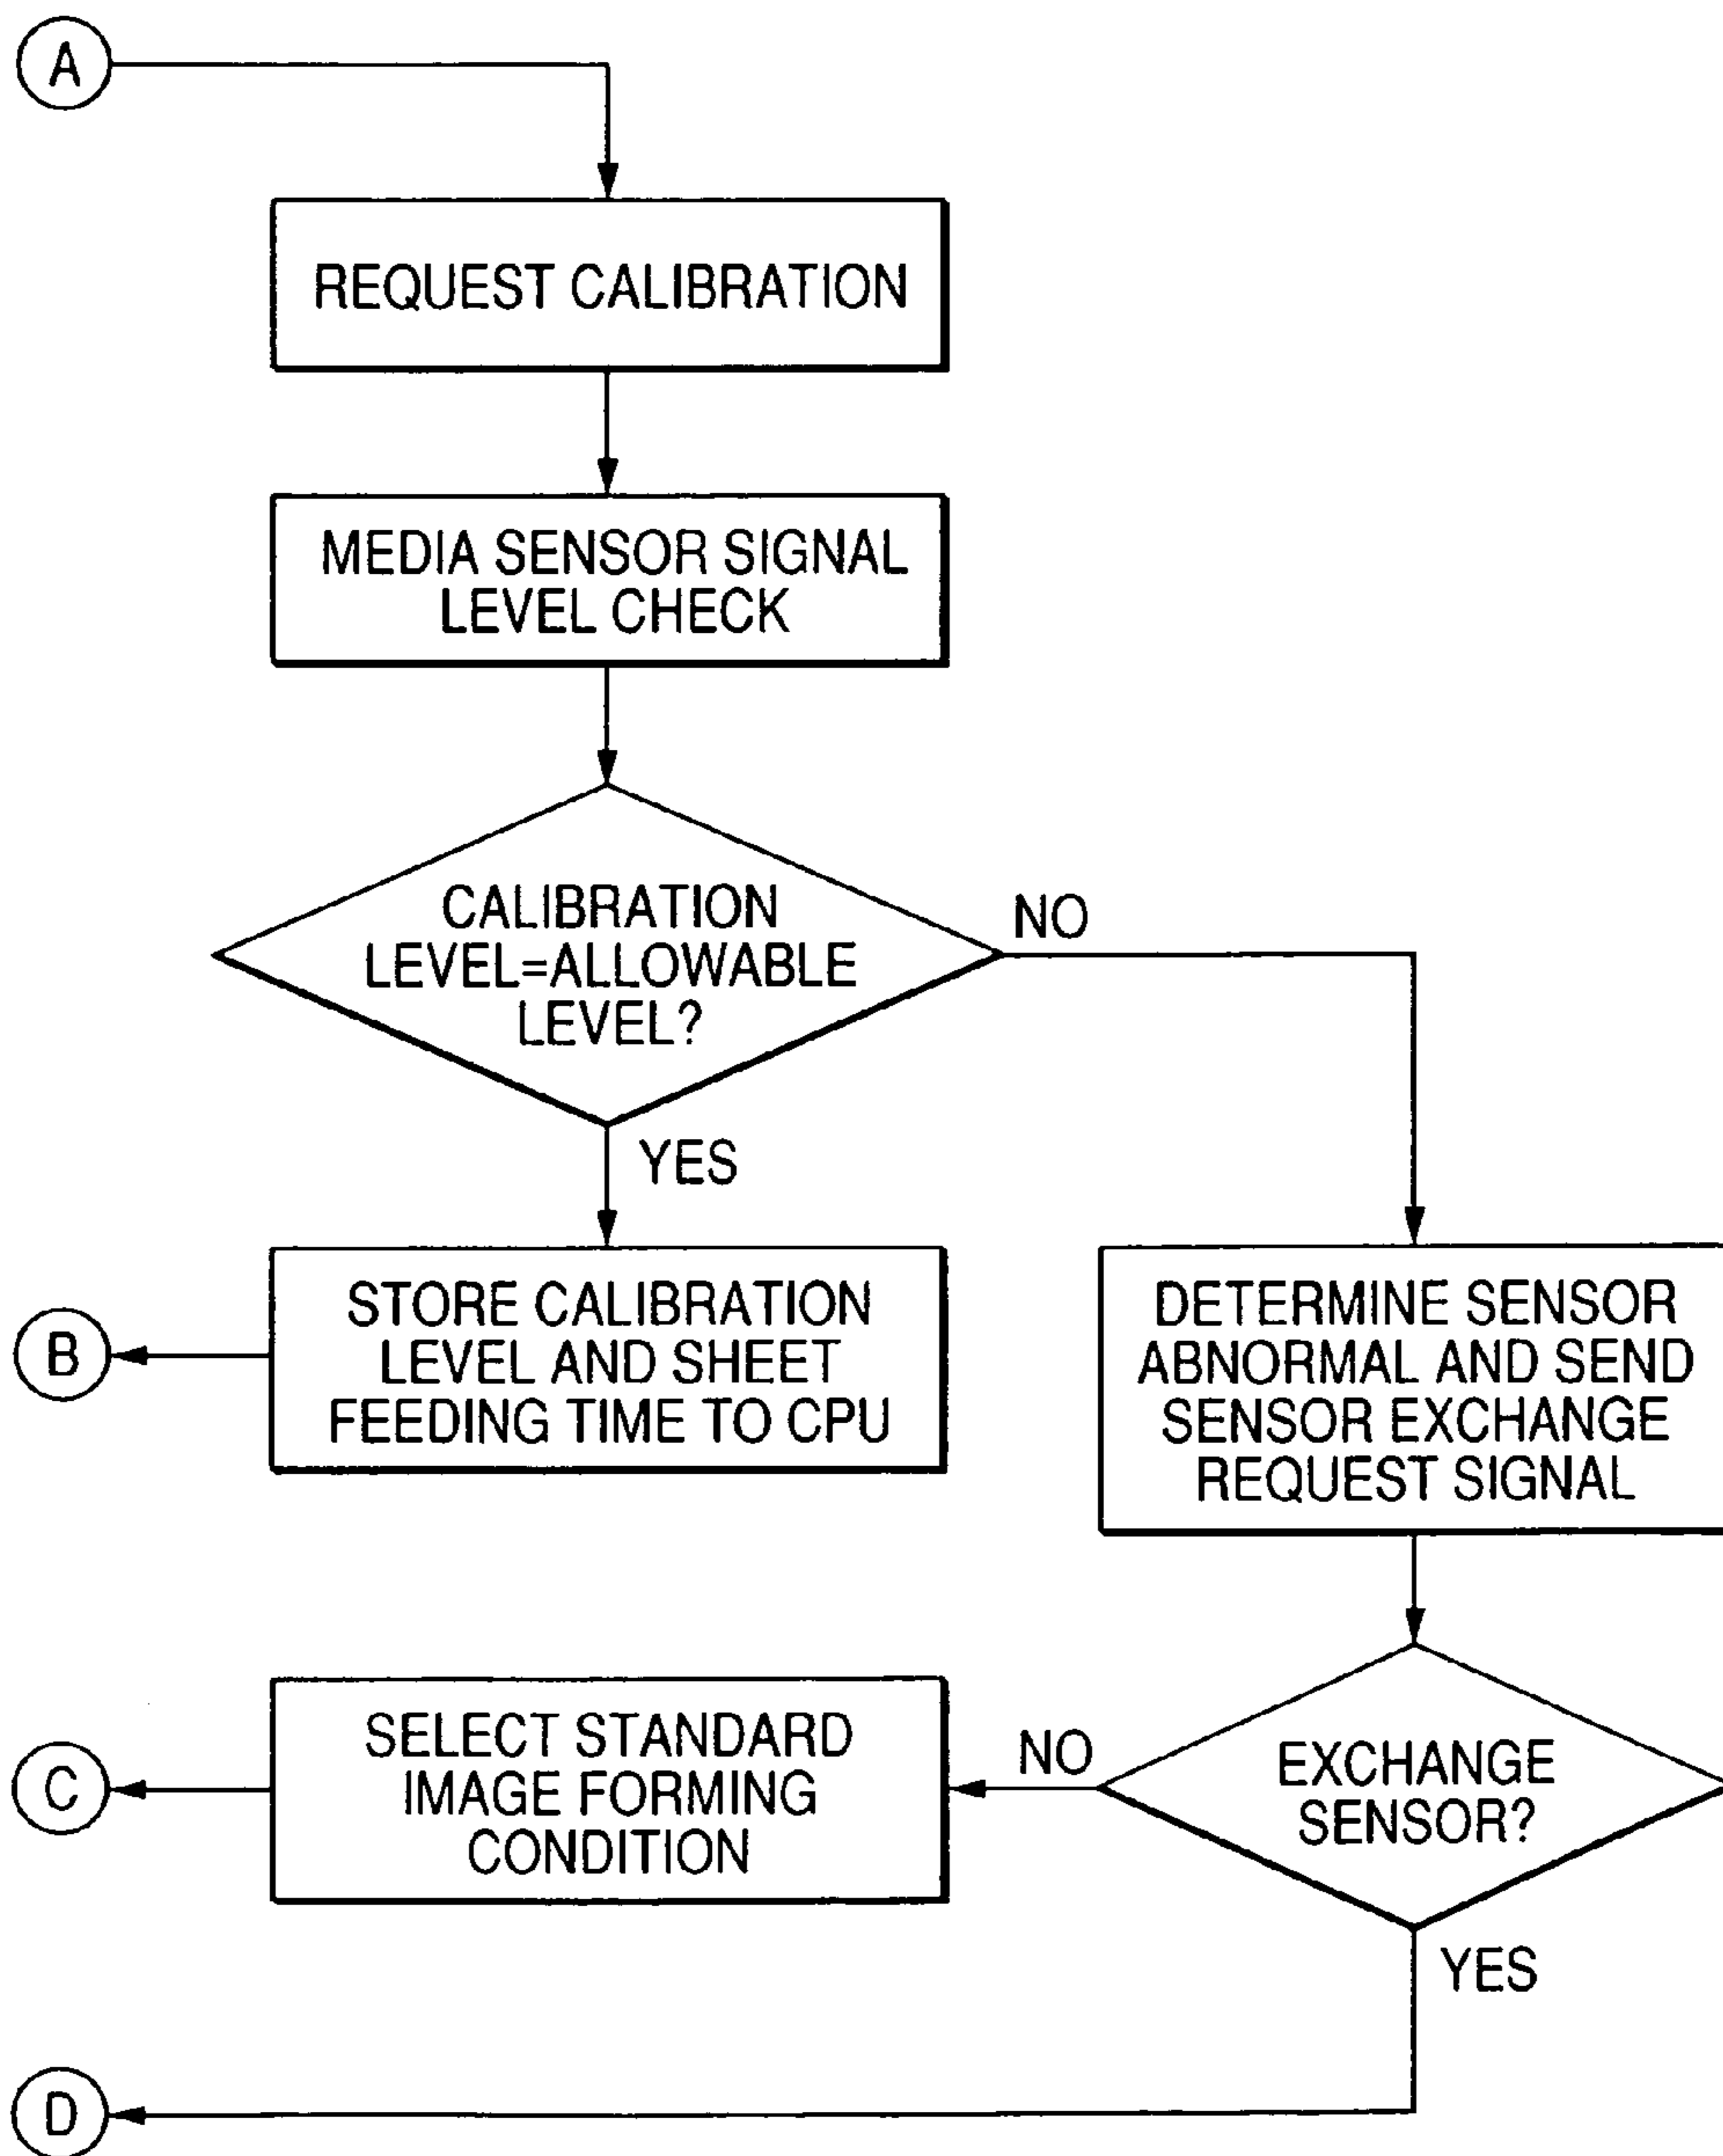 A
REQUEST CALIBRATION
MEDIA SENSOR SIGNAL
LEVEL CHECK
CALIBRATION
LEVEL=ALLOWABLE
LEVEL?
NO
YES
STORE CALIBRATION
LEVEL AND SHEET
FEEDING TIME TO CPU
B
DETERMINE SENSOR
ABNORMAL AND SEND
SENSOR EXCHANGE
REQUEST SIGNAL
EXCHANGE
SENSOR?
NO
SELECT STANDARD
IMAGE FORMING
CONDITION
C
YES
D